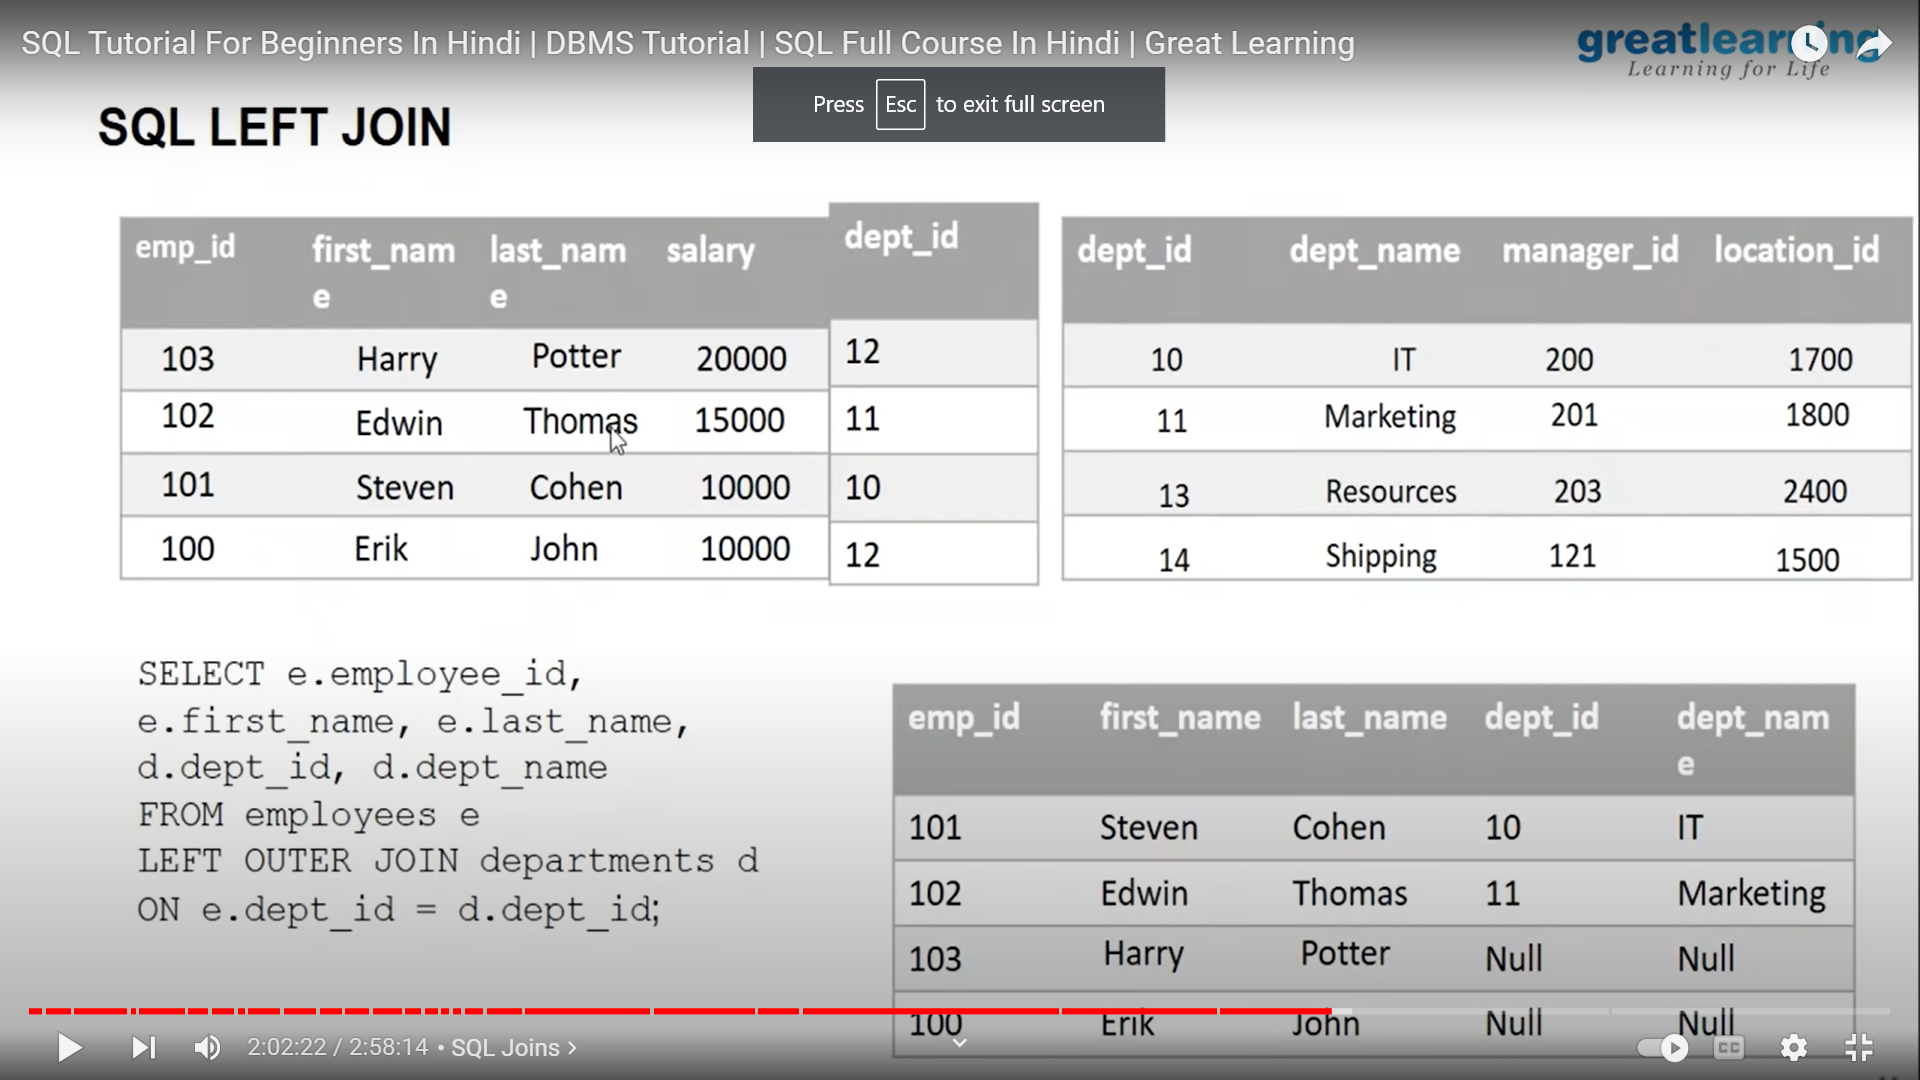 SQL Tutorial For Beginners In Hindi | DBMS Tutorial | SQL Full Course In Hindi | Great Learning
greatlearning
Learning for Life
Press Esc to exit full screen
SQL LEFT JOIN
emp_id first_nam last_nam salary dept_id
e e
103 Harry Potter 20000 12
102 Edwin Thomas 15000 11
101 Steven Cohen 10000 10
100 Erik John 10000 12
dept_id dept_name manager_id location_id
10 IT 200 1700
11 Marketing 201 1800
13 Resources 203 2400
14 Shipping 121 1500
SELECT e.employee_id,
e.first_name, e.last_name,
d.dept_id, d.dept_name
FROM employees e
LEFT OUTER JOIN departments d
ON e.dept_id = d.dept_id;
emp_id first_name last_name dept_id dept_nam
e
101 Steven Cohen 10 IT
102 Edwin Thomas 11 Marketing
103 Harry Potter Null Null
100 Erik John Null Null
2:02:22 / 2:58:14 • SQL Joins >
CC